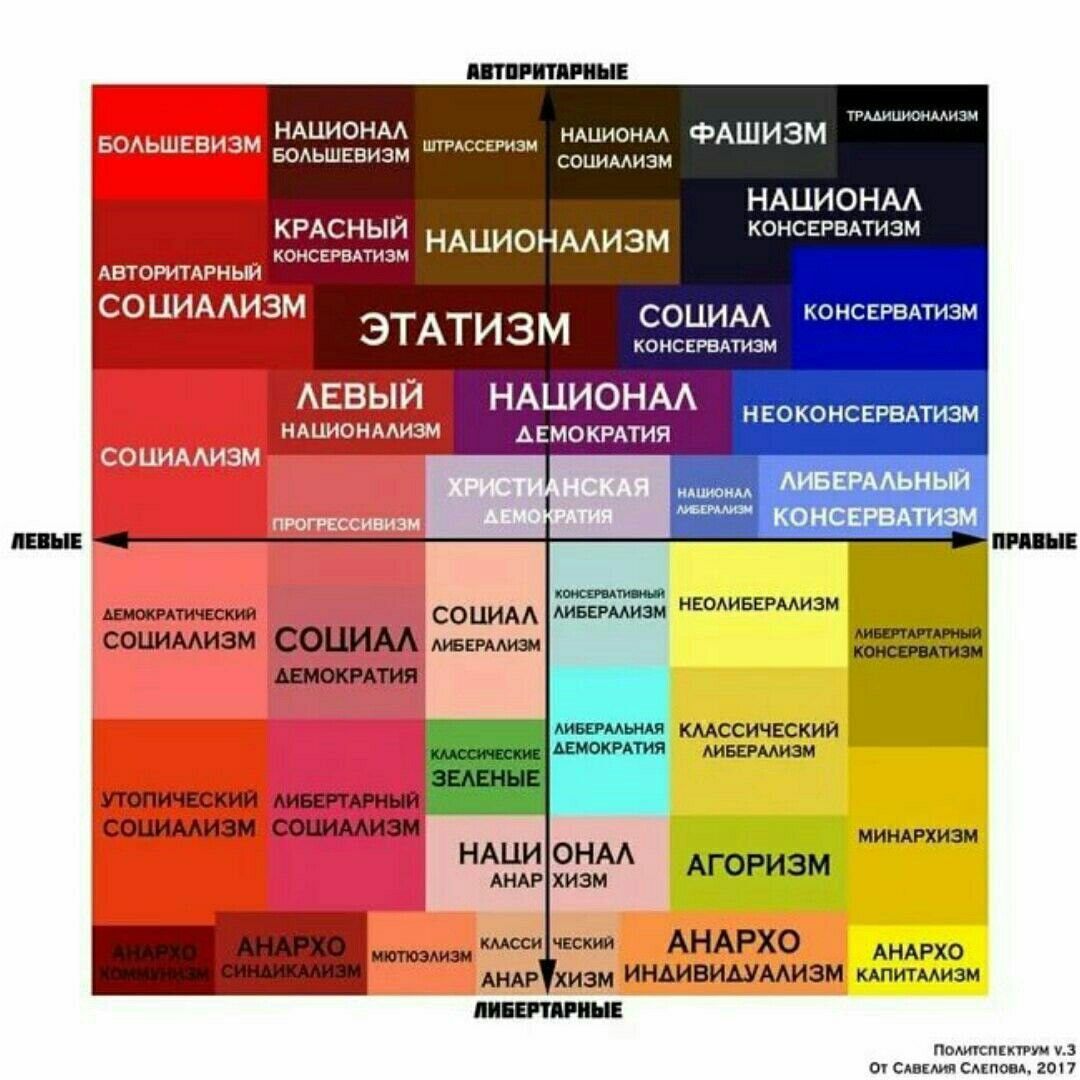 АВТОРИТАРНЫЕ
БОЛЬШЕВИЗМ
НАЦИОНАЛ
БОЛЬШЕВИЗМ
ШТРАССЕРИЗМ
НАЦИОНАЛ
СОЦИАЛИЗМ
ФАШИЗМ
ТРАДИЦИОНАЛИЗМ
НАЦИОНАЛ
КОНСЕРВАТИЗМ
АВТОРИТАРНЫЙ
СОЦИАЛИЗМ
КРАСНЫЙ
КОНСЕРВАТИЗМ
НАЦИОНАЛИЗМ
ЭТАТИЗМ
СОЦИАЛ
КОНСЕРВАТИЗМ
КОНСЕРВАТИЗМ
СОЦИАЛИЗМ
ЛЕВЫЙ
НАЦИОНАЛИЗМ
НАЦИОНАЛ
ДЕМОКРАТИЯ
НЕОКОНСЕРВАТИЗМ
ПРОГРЕССИВИЗМ
ХРИСТИАНСКАЯ
ДЕМОКРАТИЯ
НАЦИОНАЛ
ЛИБЕРАЛИЗМ
ЛИБЕРАЛЬНЫЙ
КОНСЕРВАТИЗМ
ЛЕВЫЕ
ПРАВЫЕ
ДЕМОКРАТИЧЕСКИЙ
СОЦИАЛИЗМ
СОЦИАЛ
ДЕМОКРАТИЯ
СОЦИАЛ
ЛИБЕРАЛИЗМ
КОНСЕРВАТИВНЫЙ
ЛИБЕРАЛИЗМ
НЕОЛИБЕРАЛИЗМ
ЛИБЕРТАРТАРНЫЙ
КОНСЕРВАТИЗМ
УТОПИЧЕСКИЙ
СОЦИАЛИЗМ
ЛИБЕРТАРНЫЙ
СОЦИАЛИЗМ
КЛАССИЧЕСКИЕ
ЗЕЛЕНЫЕ
ЛИБЕРАЛЬНАЯ
ДЕМОКРАТИЯ
КЛАССИЧЕСКИЙ
ЛИБЕРАЛИЗМ
МИНАРХИЗМ
НАЦИОНАЛ
АНАРХИЗМ
АГОРИЗМ
АНАРХО
КОММУНИЗМ
АНАРХО
СИНДИКАЛИЗМ
МЮТЮЭЛИЗМ
КЛАССИЧЕСКИЙ
АНАРХИЗМ
АНАРХО
ИНДИВИДУАЛИЗМ
АНАРХО
КАПИТАЛИЗМ
ЛИБЕРТАРНЫЕ
ПОЛИТСПЕКТРУМ V.3
ОТ САВЕЛИЯ СЛЕПОВА, 2017